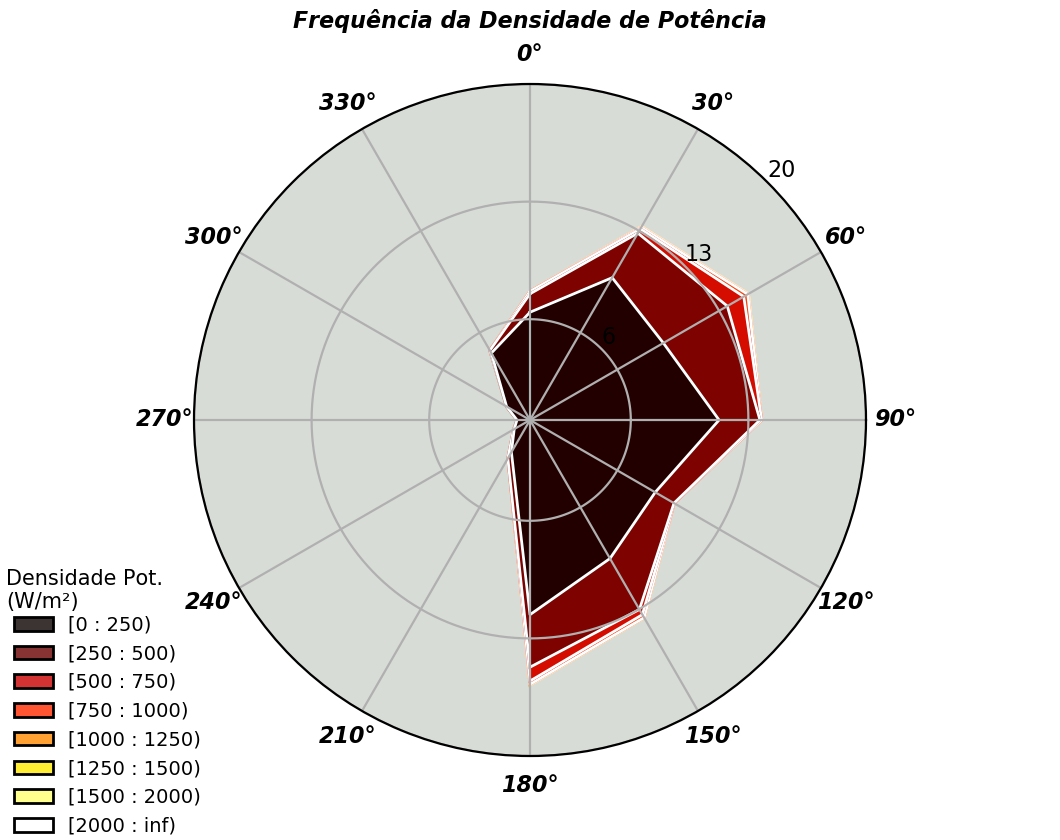 Frequência da Densidade de Potência
0°
330°
30°
20
300°
60°
13
6
270°
90°
240°
120°
210°
150°
180°
Densidade Pot.
(W/m²)
[0 : 250)
[250 : 500)
[500 : 750)
[750 : 1000)
[1000 : 1250)
[1250 : 1500)
[1500 : 2000)
[2000 : inf)